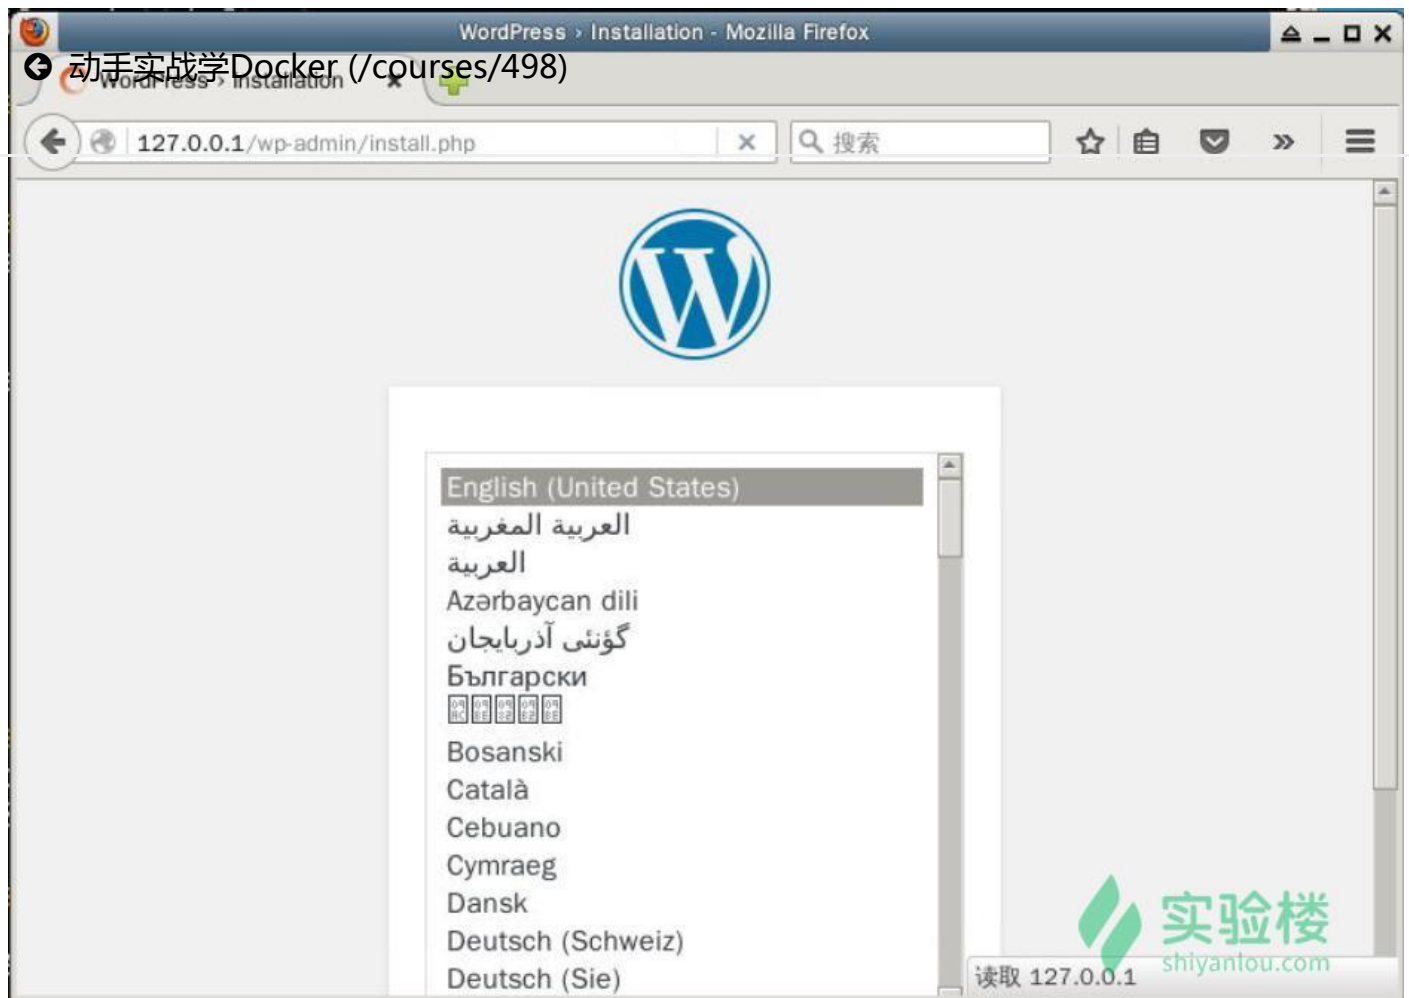 WordPress › Installation - Mozilla Firefox
动手实战学Docker (/courses/498)
WordPress › Installation
127.0.0.1/wp-admin/install.php
搜索
English (United States)
العربية المغربية
العربية
Azərbaycan dili
گؤنئی آذربایجان
Български
Bosanski
Català
Cebuano
Cymraeg
Dansk
Deutsch (Schweiz)
Deutsch (Sie)
实验楼
shiyanlou.com
读取 127.0.0.1